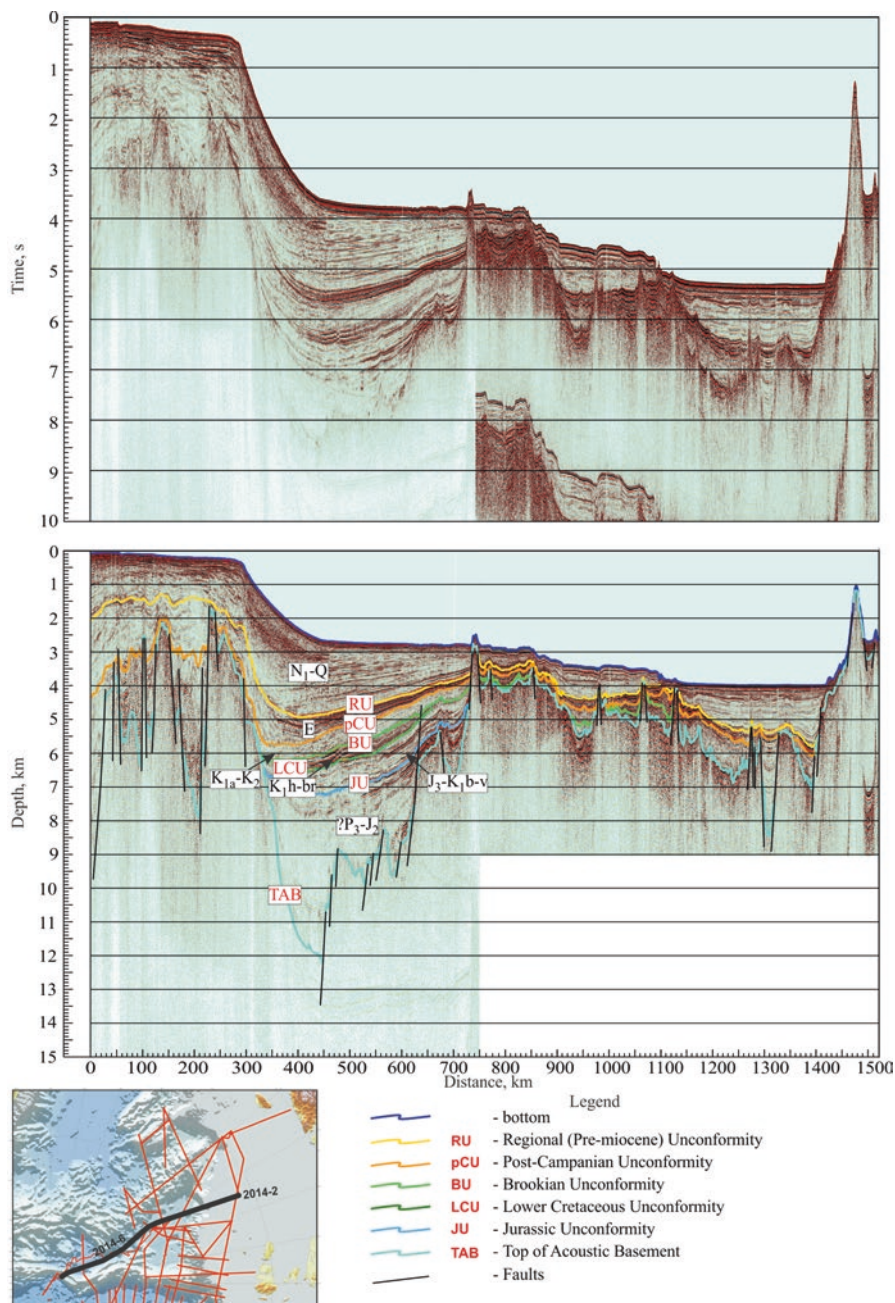 0
1
2
3
4
5
6
7
8
9
10
Time, s
0
1
2
3
4
5
6
7
8
9
10
11
12
13
14
15
Depth, km
N1-Q
RU
E
pCU
BU
LCU
K1a-K2
K1h-br
JU
J3-K1b-v
?P3-J2
TAB
0 100 200 300 400 500 600 700 800 900 1000 1100 1200 1300 1400 1500
Distance, km
2014-2
2014-6
Legend
- bottom
RU - Regional (Pre-miocene) Unconformity
pCU - Post-Campanian Unconformity
BU - Brookian Unconformity
LCU - Lower Cretaceous Unconformity
JU - Jurassic Unconformity
TAB - Top of Acoustic Basement
- Faults